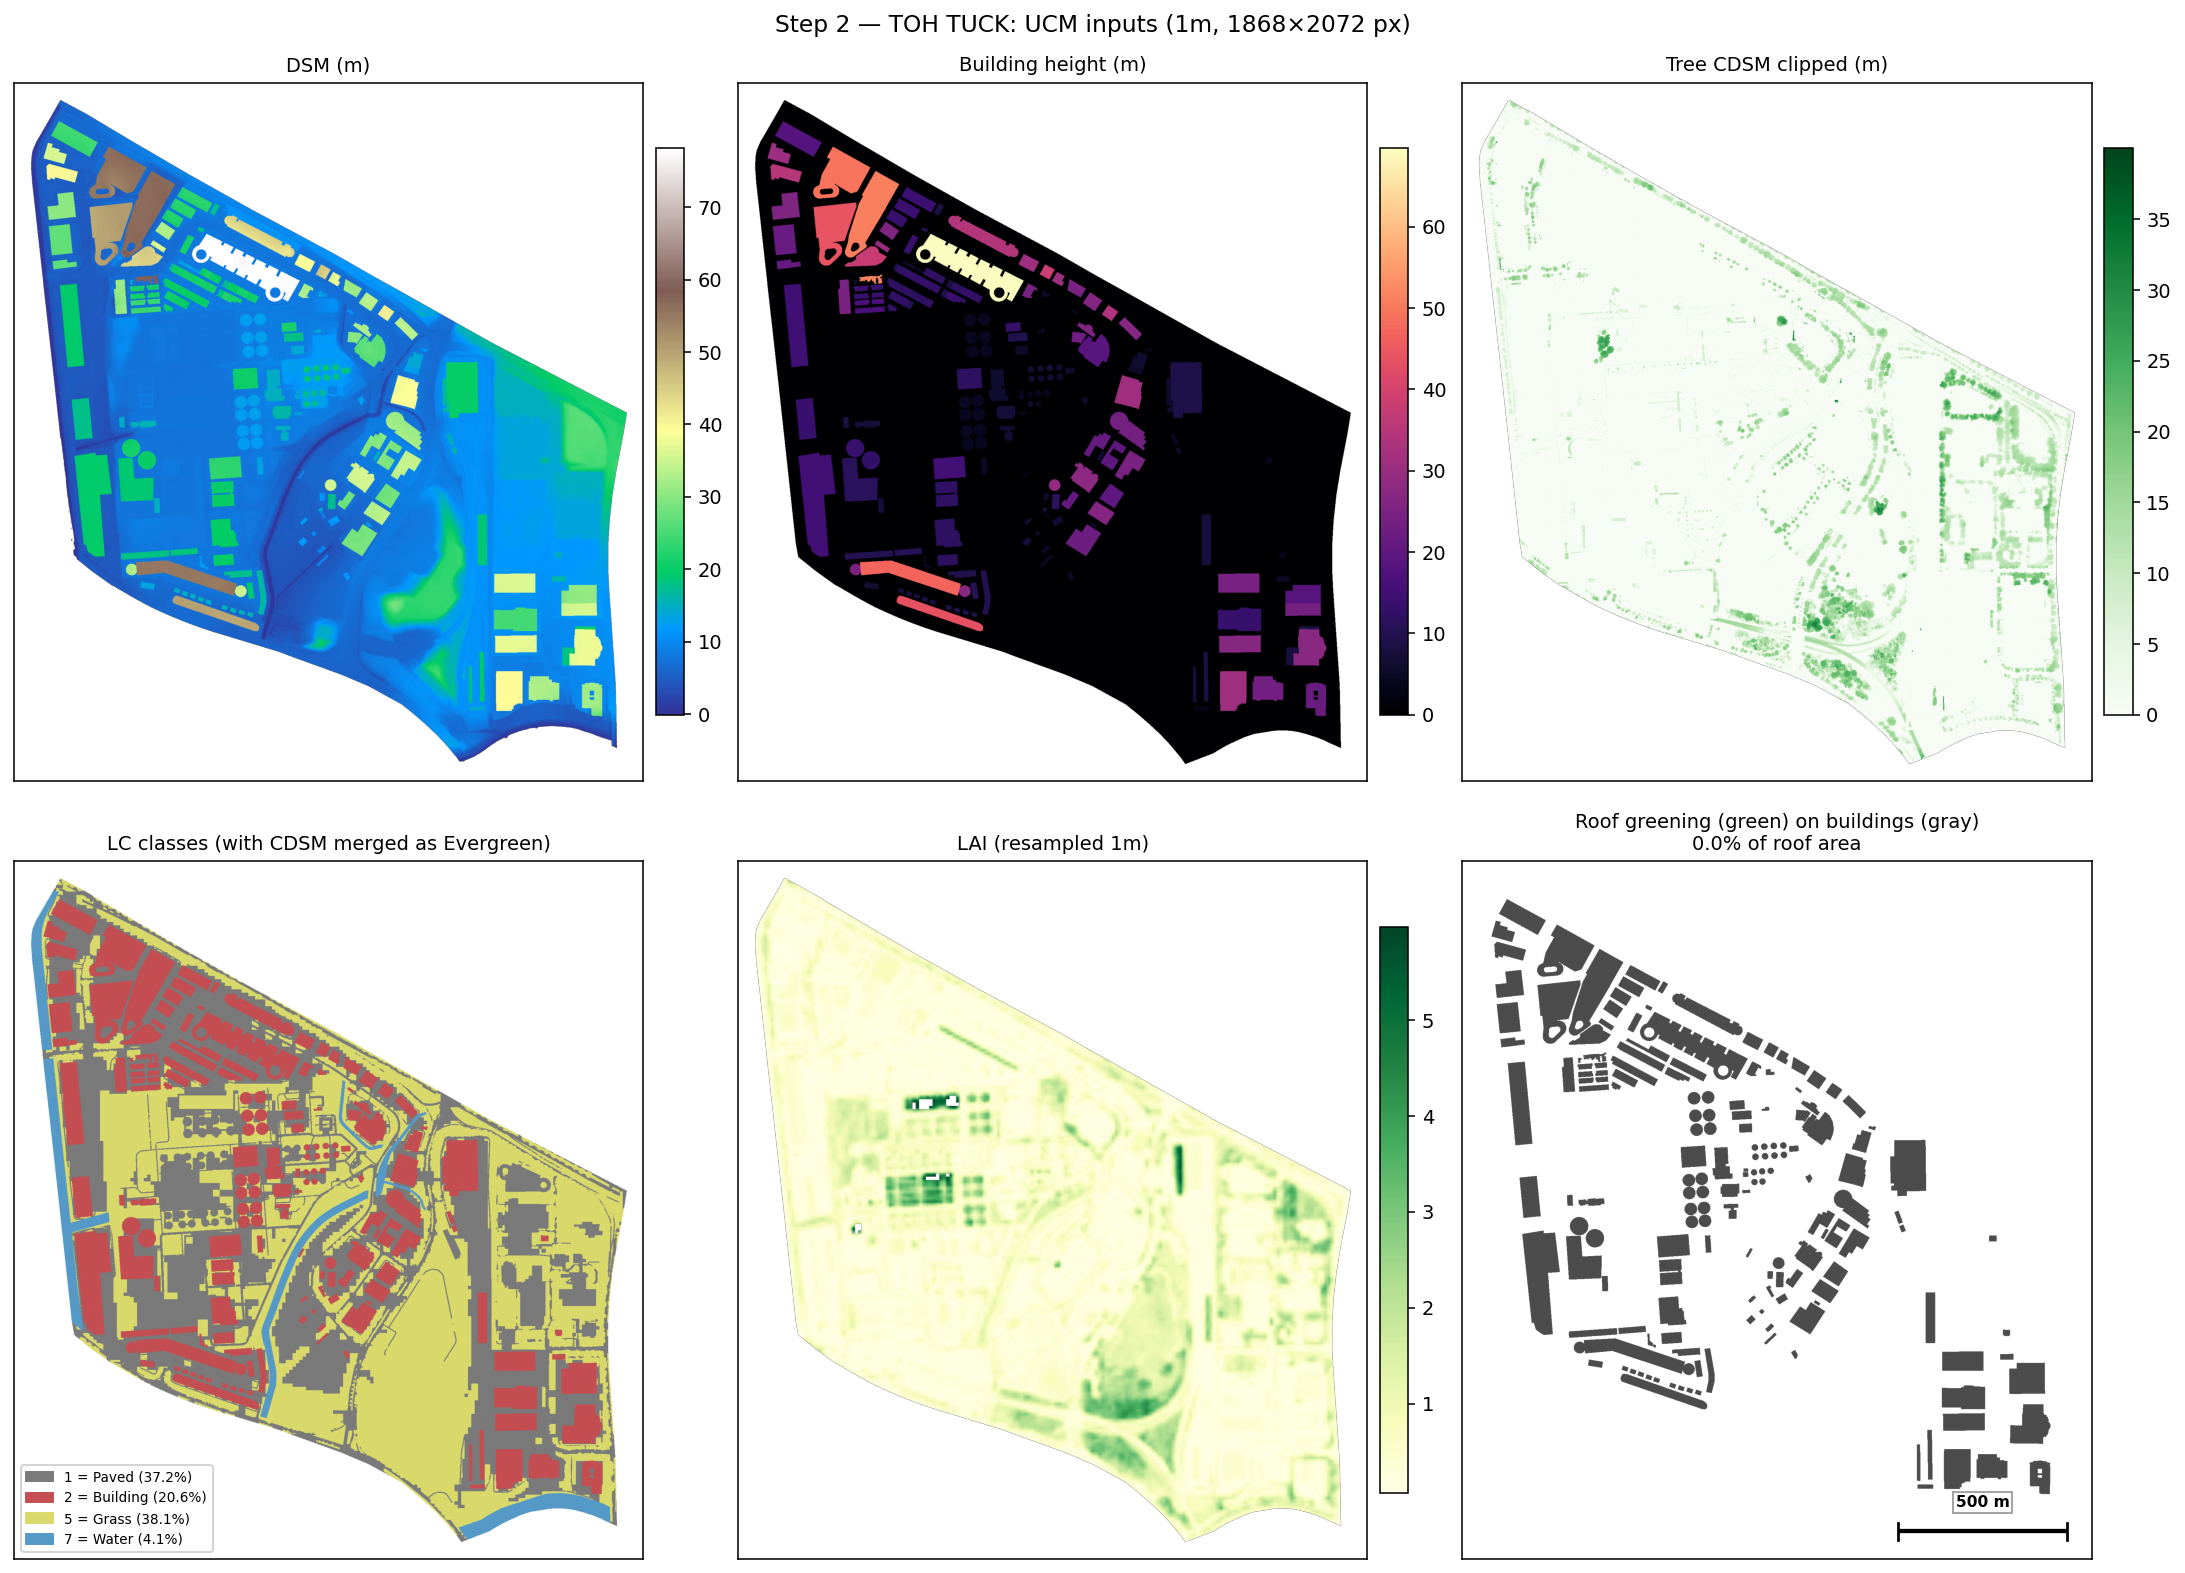 Step 2 — TOH TUCK: UCM inputs (1m, 1868×2072 px)
DSM (m)
70
60
50
40
30
20
10
0
Building height (m)
60
50
40
30
20
10
0
Tree CDSM clipped (m)
35
30
25
20
15
10
5
0
LC classes (with CDSM merged as Evergreen)
1 = Paved (37.2%)
2 = Building (20.6%)
5 = Grass (38.1%)
7 = Water (4.1%)
LAI (resampled 1m)
5
4
3
2
1
Roof greening (green) on buildings (gray)
0.0% of roof area
500 m